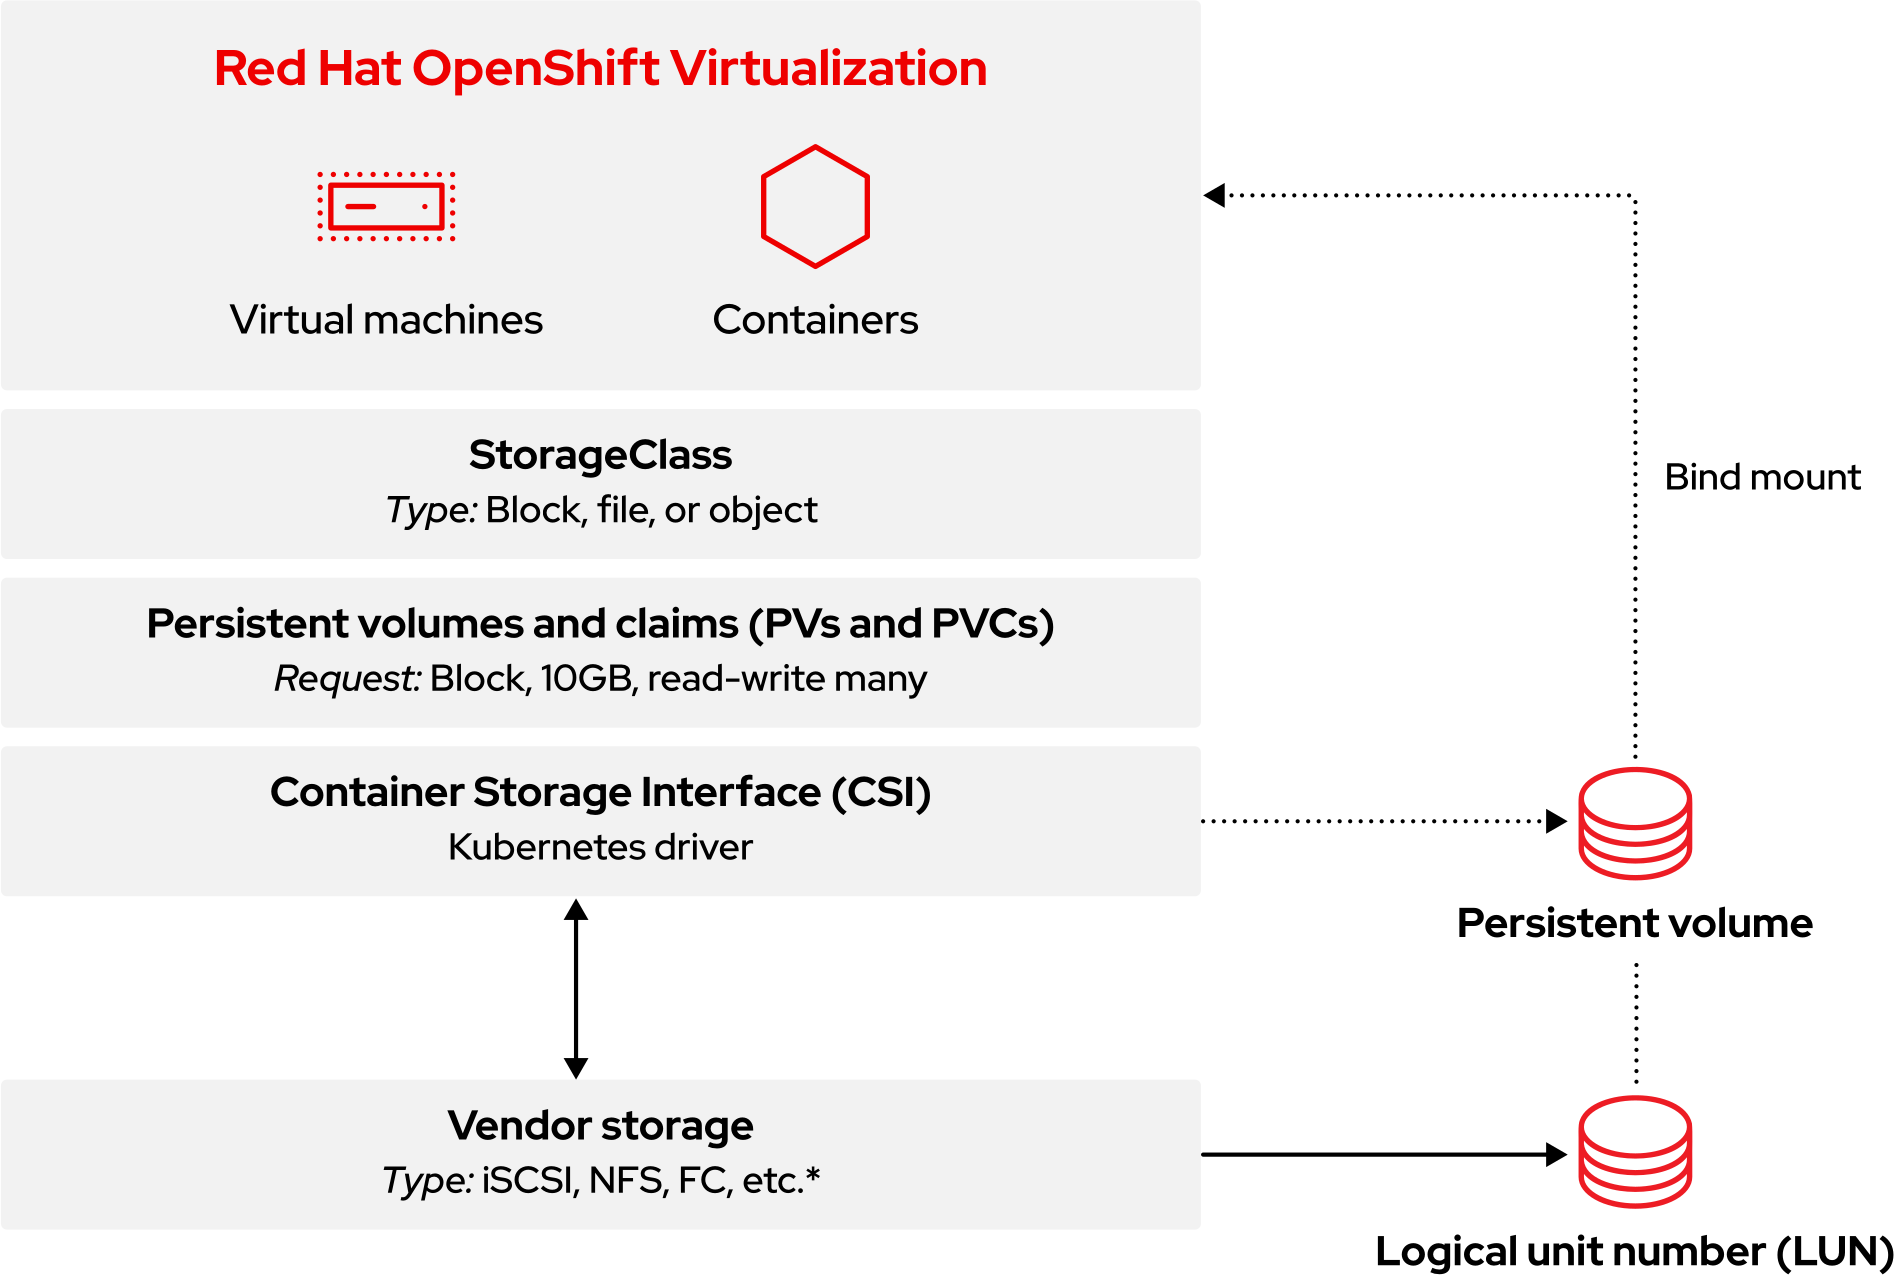 Red Hat OpenShift Virtualization
Virtual machines
Containers
StorageClass
Type: Block, file, or object
Bind mount
Persistent volumes and claims (PVs and PVCs)
Request: Block, 10GB, read-write many
Container Storage Interface (CSI)
Kubernetes driver
Persistent volume
Vendor storage
Type: iSCSI, NFS, FC, etc.*
Logical unit number (LUN)